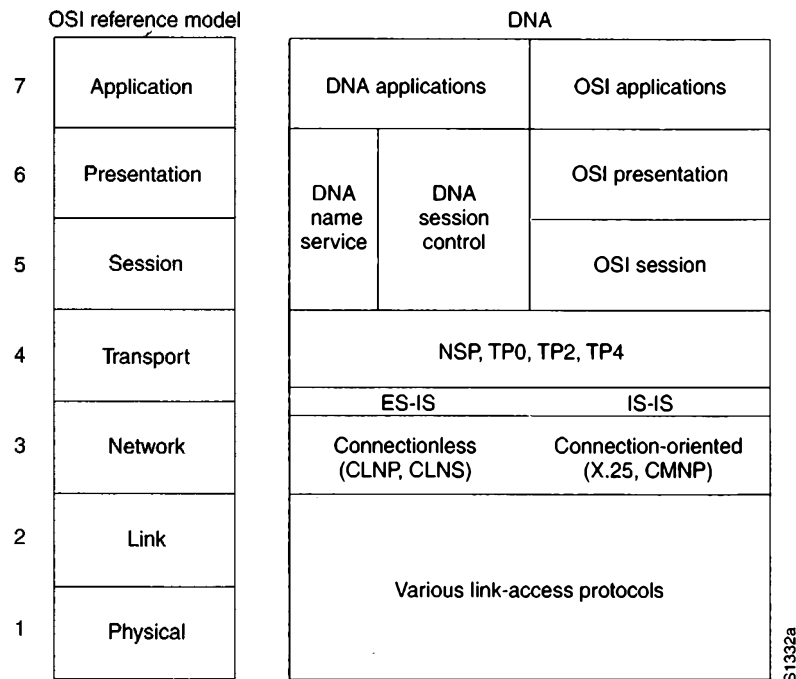 OSI reference model
DNA
7
Application
DNA applications
OSI applications
6
Presentation
DNA
name
service
DNA
session
control
OSI presentation
5
Session
OSI session
4
Transport
NSP, TP0, TP2, TP4
ES-IS
IS-IS
3
Network
Connectionless
(CLNP, CLNS)
Connection-oriented
(X.25, CMNP)
2
Link
Various link-access protocols
1
Physical
S1332a